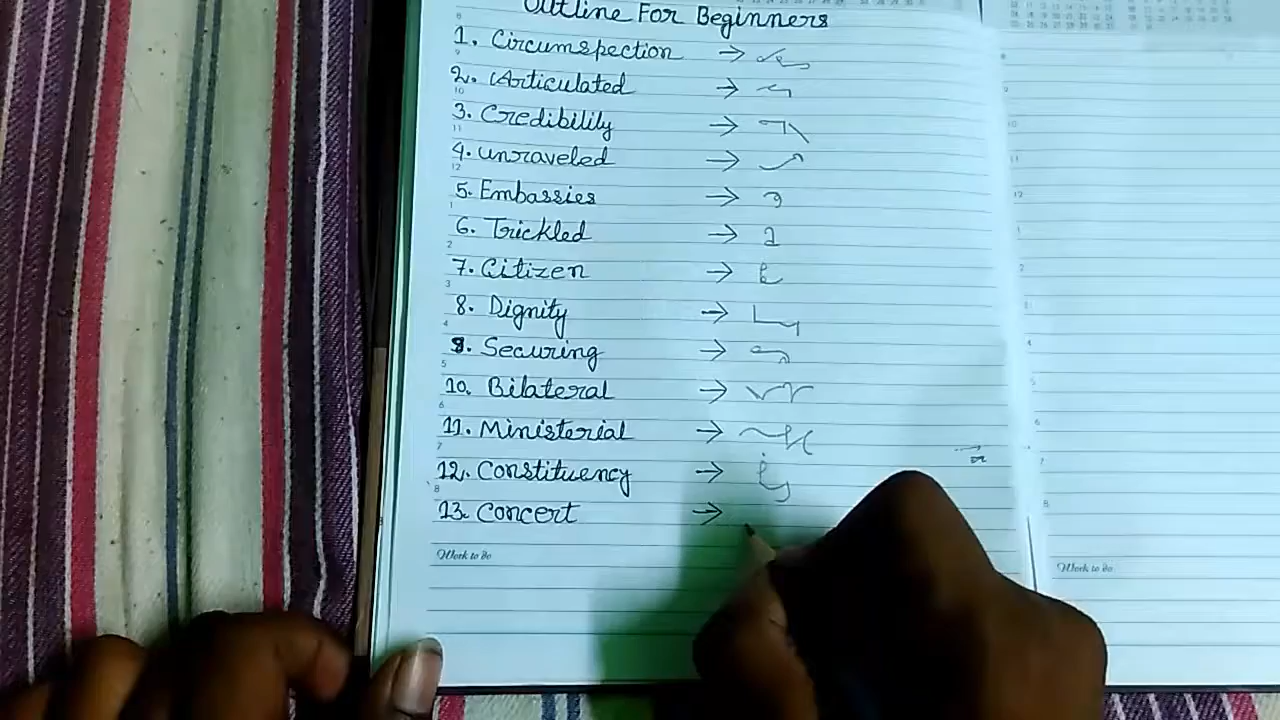 Outline For Beginners
1. Circumspection →
2. Articulated →
3. Credibility →
4. unraveled →
5. Embassies →
6. Trickled →
7. Citizen →
8. Dignity →
9. Securing →
10. Bilateral →
11. Ministerial →
12. Constituency →
13. Concert →
Work to do
Work to do